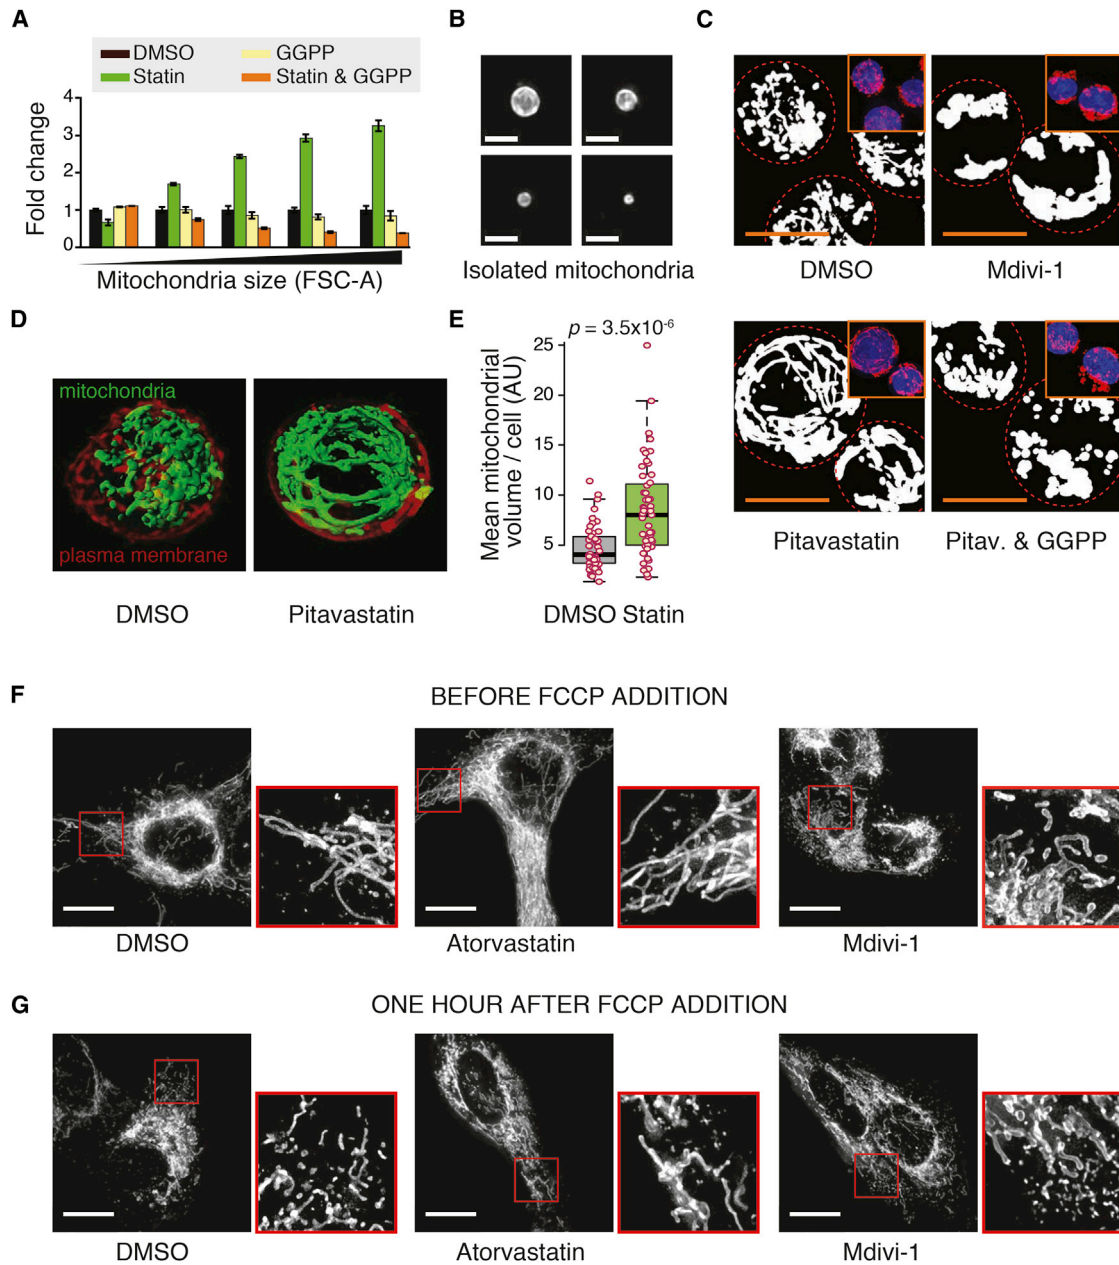 A
DMSO
GGPP
Statin
Statin & GGPP
4
3
2
1
0
Fold change
Mitochondria size (FSC-A)
B
Isolated mitochondria
C
DMSO
Mdivi-1
Pitavastatin
Pitav. & GGPP
D
mitochondria
plasma membrane
DMSO
Pitavastatin
E
p = 3.5x10-6
25
20
15
10
5
Mean mitochondrial
volume / cell (AU)
DMSO Statin
F
BEFORE FCCP ADDITION
DMSO
Atorvastatin
Mdivi-1
G
ONE HOUR AFTER FCCP ADDITION
DMSO
Atorvastatin
Mdivi-1